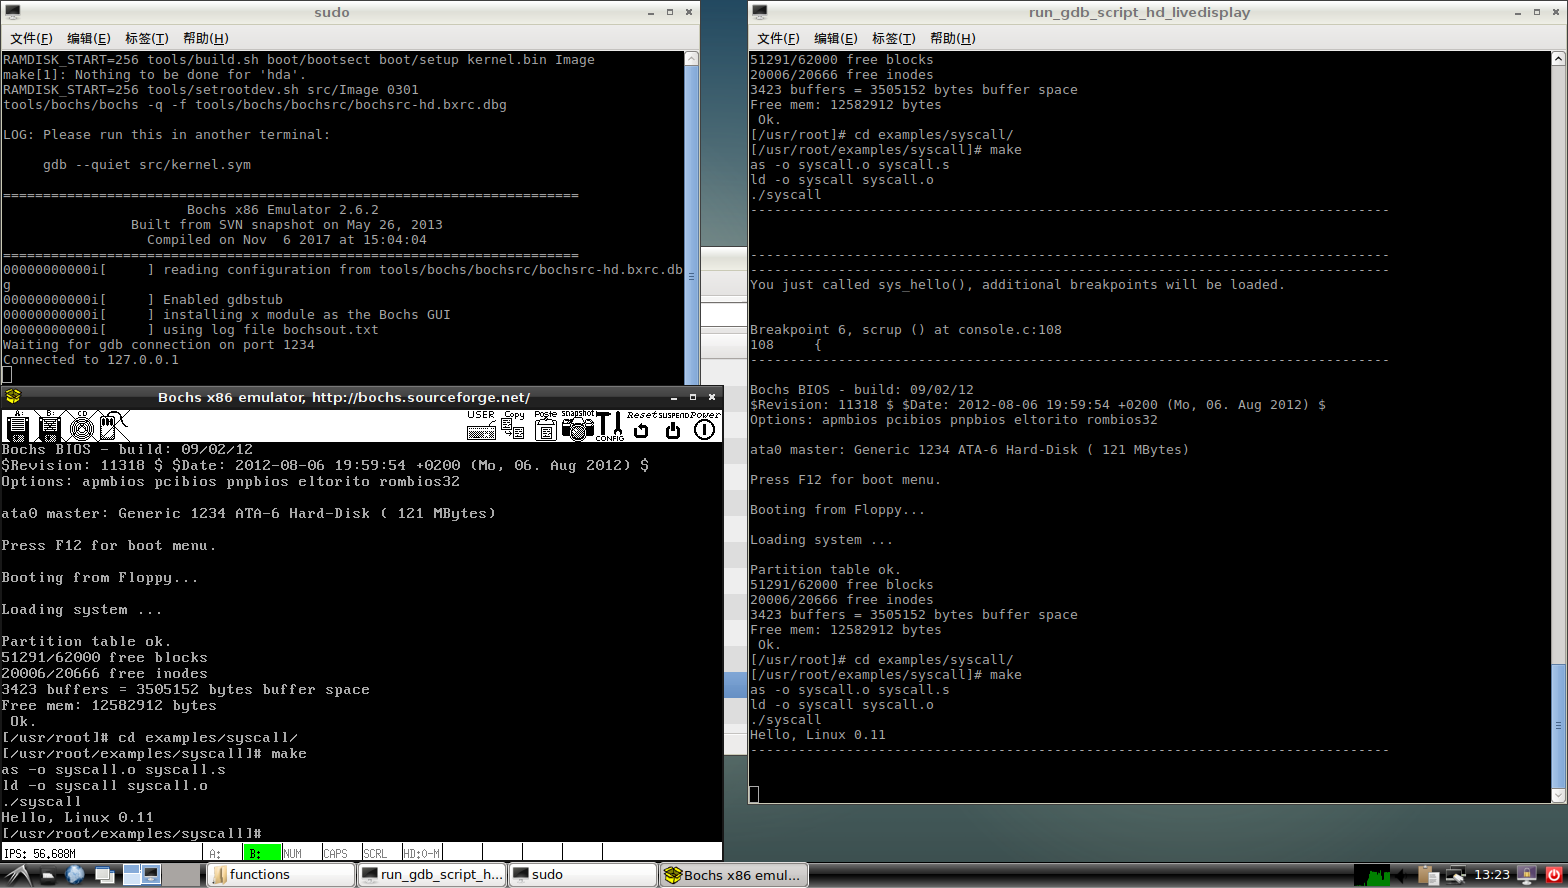 sudo
文件(F) 编辑(E) 标签(T) 帮助(H)
RAMDISK_START=256 tools/build.sh boot/bootsect boot/setup kernel.bin Image
make[1]: Nothing to be done for 'hda'.
RAMDISK_START=256 tools/setrootdev.sh src/Image 0301
tools/bochs/bochs -q -f tools/bochs/bochsrc/bochsrc-hd.bxrc.dbg
LOG: Please run this in another terminal:
gdb --quiet src/kernel.sym
========================================================================
Bochs x86 Emulator 2.6.2
Built from SVN snapshot on May 26, 2013
Compiled on Nov  6 2017 at 15:04:04
========================================================================
00000000000i[     ] reading configuration from tools/bochs/bochsrc/bochsrc-hd.bxrc.db
g
00000000000i[     ] Enabled gdbstub
00000000000i[     ] installing x module as the Bochs GUI
00000000000i[     ] using log file bochsout.txt
Waiting for gdb connection on port 1234
Connected to 127.0.0.1
Bochs x86 emulator, http://bochs.sourceforge.net/
A: B: CD USER Copy Paste snapshot CONFIG Reset SUSPEND Power
Bochs BIOS - build: 09/02/12
$Revision: 11318 $ $Date: 2012-08-06 19:59:54 +0200 (Mo, 06. Aug 2012) $
Options: apmbios pcibios pnpbios eltorito rombios32
ata0 master: Generic 1234 ATA-6 Hard-Disk ( 121 MBytes)
Press F12 for boot menu.
Booting from Floppy...
Loading system ...
Partition table ok.
51291/62000 free blocks
20006/20666 free inodes
3423 buffers = 3505152 bytes buffer space
Free mem: 12582912 bytes
Ok.
[/usr/root]# cd examples/syscall/
[/usr/root/examples/syscall]# make
as -o syscall.o syscall.s
ld -o syscall syscall.o
./syscall
Hello, Linux 0.11
[/usr/root/examples/syscall]#
IPS: 56.688M A: B: NUM CAPS SCRL HD:0-M
run_gdb_script_hd_livedisplay
文件(F) 编辑(E) 标签(T) 帮助(H)
51291/62000 free blocks
20006/20666 free inodes
3423 buffers = 3505152 bytes buffer space
Free mem: 12582912 bytes
Ok.
[/usr/root]# cd examples/syscall/
[/usr/root/examples/syscall]# make
as -o syscall.o syscall.s
ld -o syscall syscall.o
./syscall
--------------------------------------------------------------------------------
--------------------------------------------------------------------------------
--------------------------------------------------------------------------------
You just called sys_hello(), additional breakpoints will be loaded.
Breakpoint 6, scrup () at console.c:108
108     {
--------------------------------------------------------------------------------
Bochs BIOS - build: 09/02/12
$Revision: 11318 $ $Date: 2012-08-06 19:59:54 +0200 (Mo, 06. Aug 2012) $
Options: apmbios pcibios pnpbios eltorito rombios32
ata0 master: Generic 1234 ATA-6 Hard-Disk ( 121 MBytes)
Press F12 for boot menu.
Booting from Floppy...
Loading system ...
Partition table ok.
51291/62000 free blocks
20006/20666 free inodes
3423 buffers = 3505152 bytes buffer space
Free mem: 12582912 bytes
Ok.
[/usr/root]# cd examples/syscall/
[/usr/root/examples/syscall]# make
as -o syscall.o syscall.s
ld -o syscall syscall.o
./syscall
Hello, Linux 0.11
--------------------------------------------------------------------------------
functions run_gdb_script_h... sudo Bochs x86 emul... 13:23